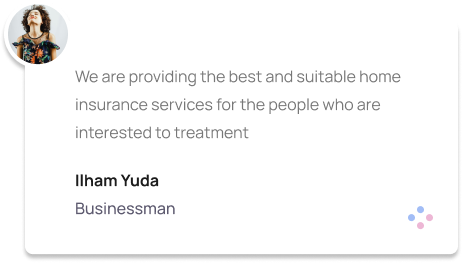 We are providing the best and suitable home
insurance services for the people who are
interested to treatment
Ilham Yuda
Businessman